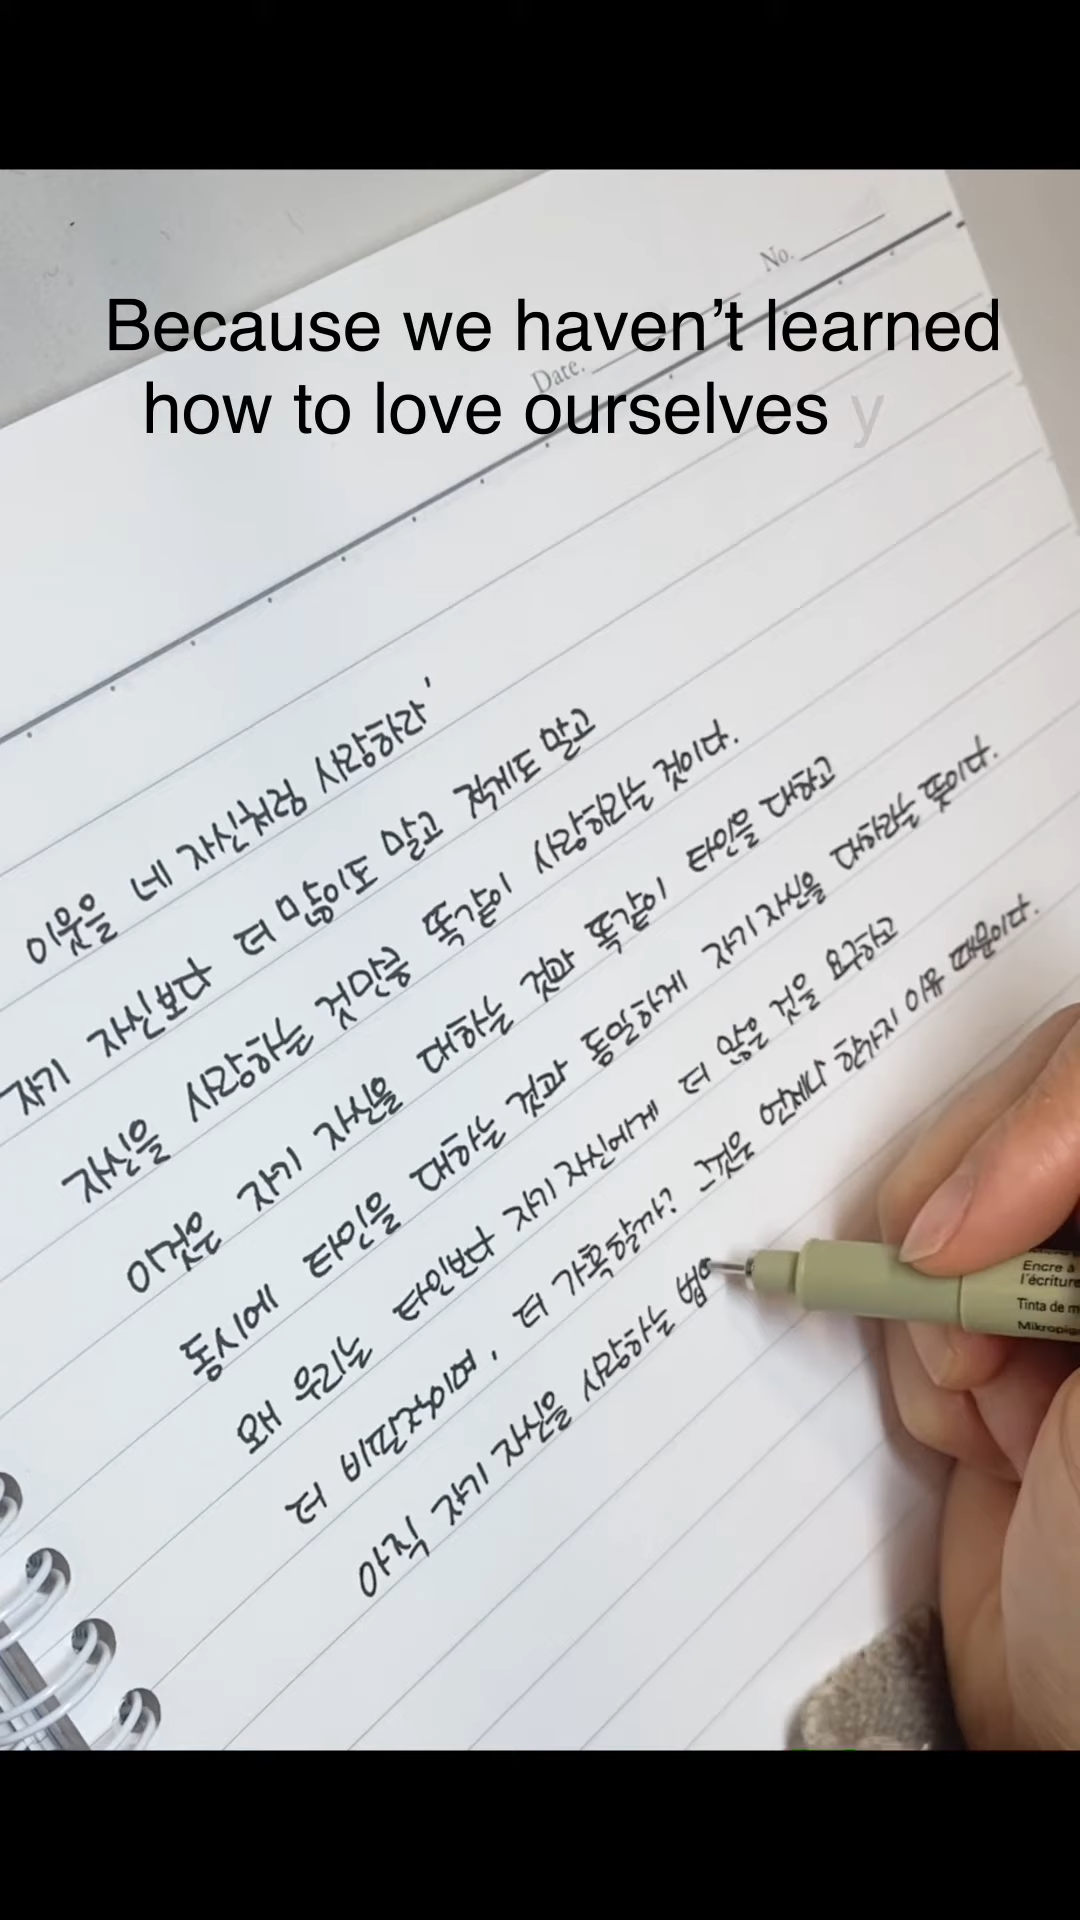 Because we haven’t learned
how to love ourselves y
No.
Date.
이웃을 네 자신처럼 사랑하라'
자기 자신보다 더 많이도 말고 적게도 말고
자신을 사랑하는 것만큼 똑같이 사랑하라는 것이다.
이것은 자기 자신을 대하는 것과 똑같이 타인을 대하고
동시에 타인을 대하는 것과 동일하게 자기 자신을 대하라는 뜻이다.
왜 우리는 타인보다 자기 자신에게 더 많은 것을 요구하고
더 비판적이며, 더 가혹할까? 그것은 언제나 한가지 이유 때문이다.
아직 자기 자신을 사랑하는 법
Encre à
l'écriture
Tinta de m
Mikropig